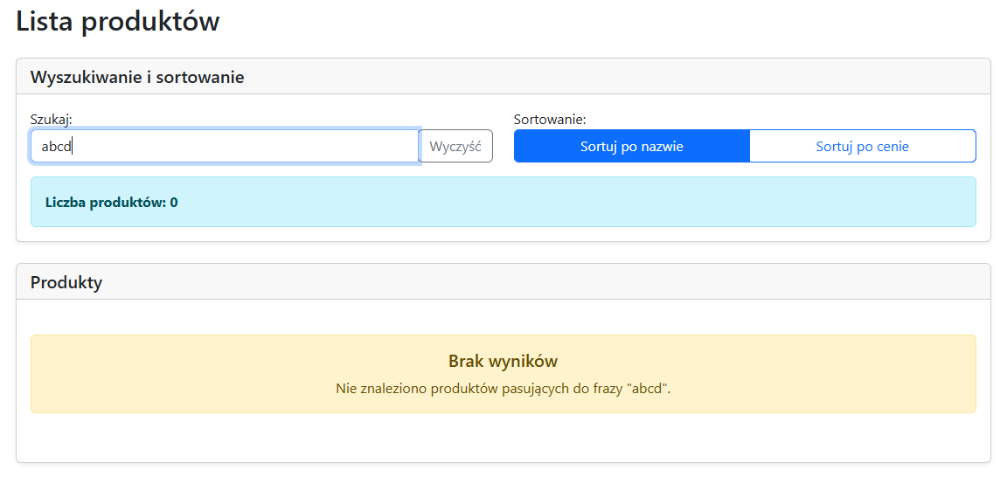 Lista produktów
Wyszukiwanie i sortowanie
Szukaj:
abcd
Wyczyść
Sortowanie:
Sortuj po nazwie
Sortuj po cenie
Liczba produktów: 0
Produkty
Brak wyników
Nie znaleziono produktów pasujących do frazy "abcd".